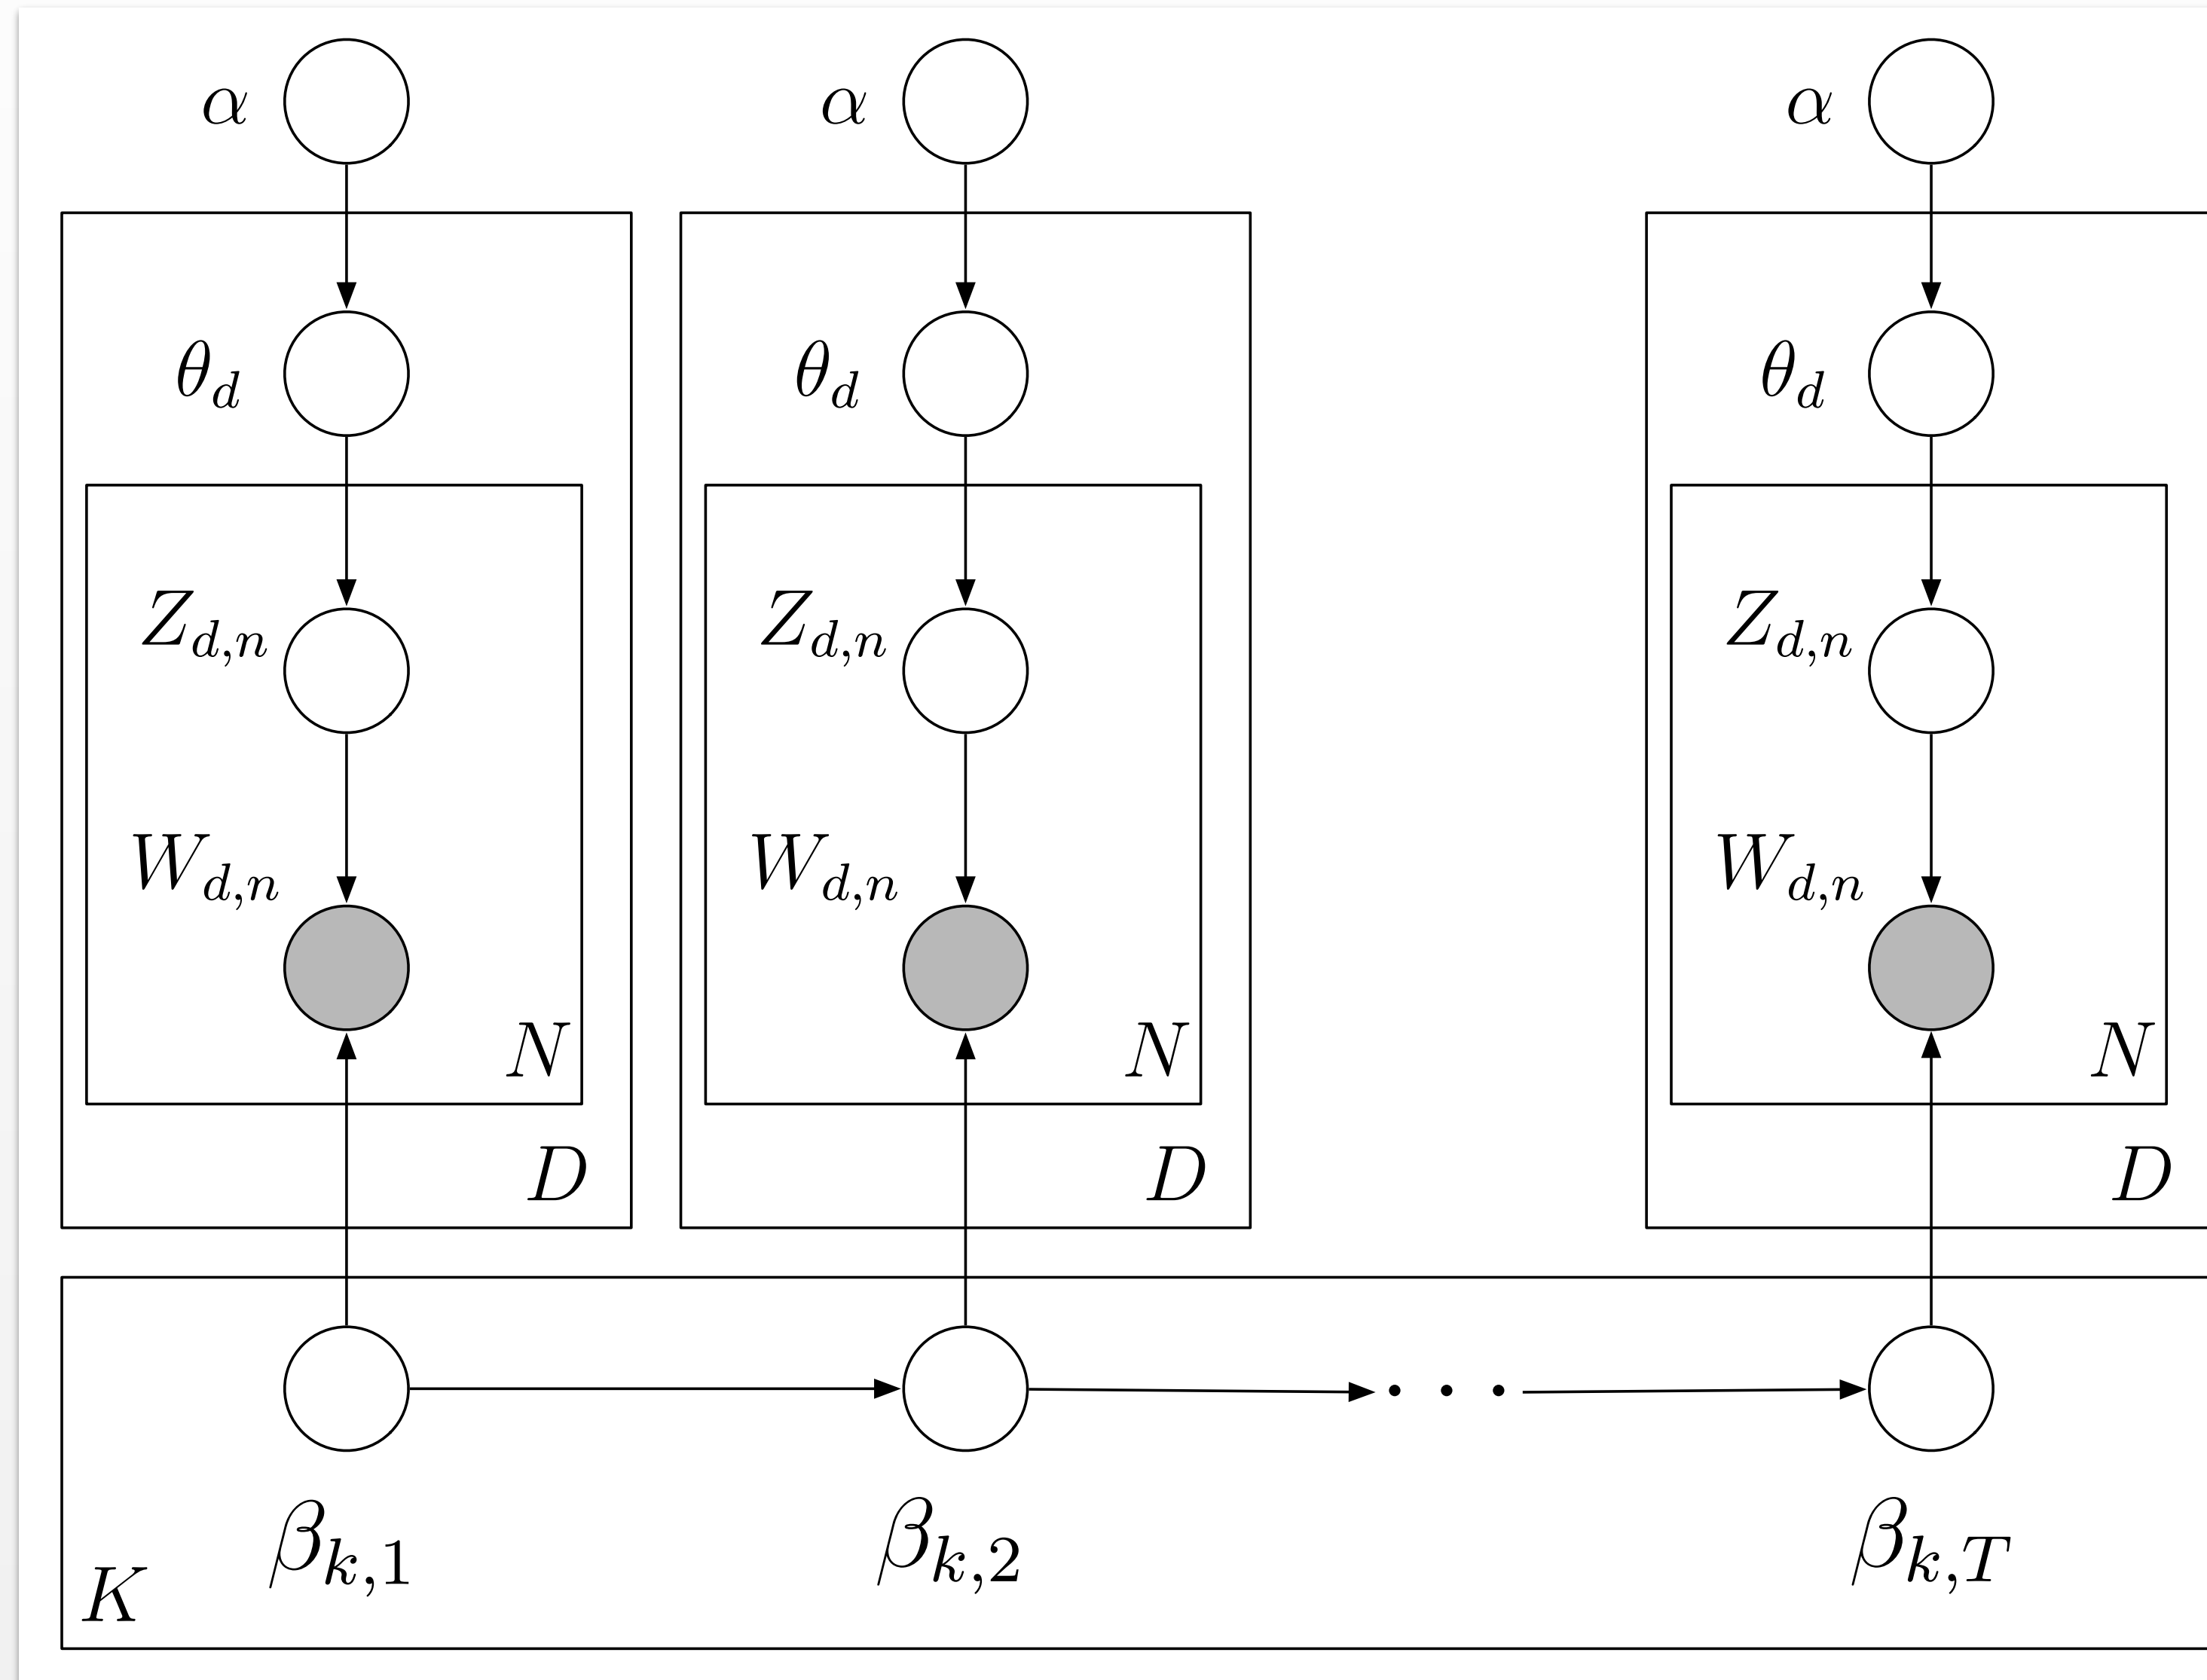 α α α
θ_d θ_d θ_d
Z_{d,n} Z_{d,n} Z_{d,n}
W_{d,n} W_{d,n} W_{d,n}
N N N
D D D
β_{k,1} β_{k,2} · · · β_{k,T}
K